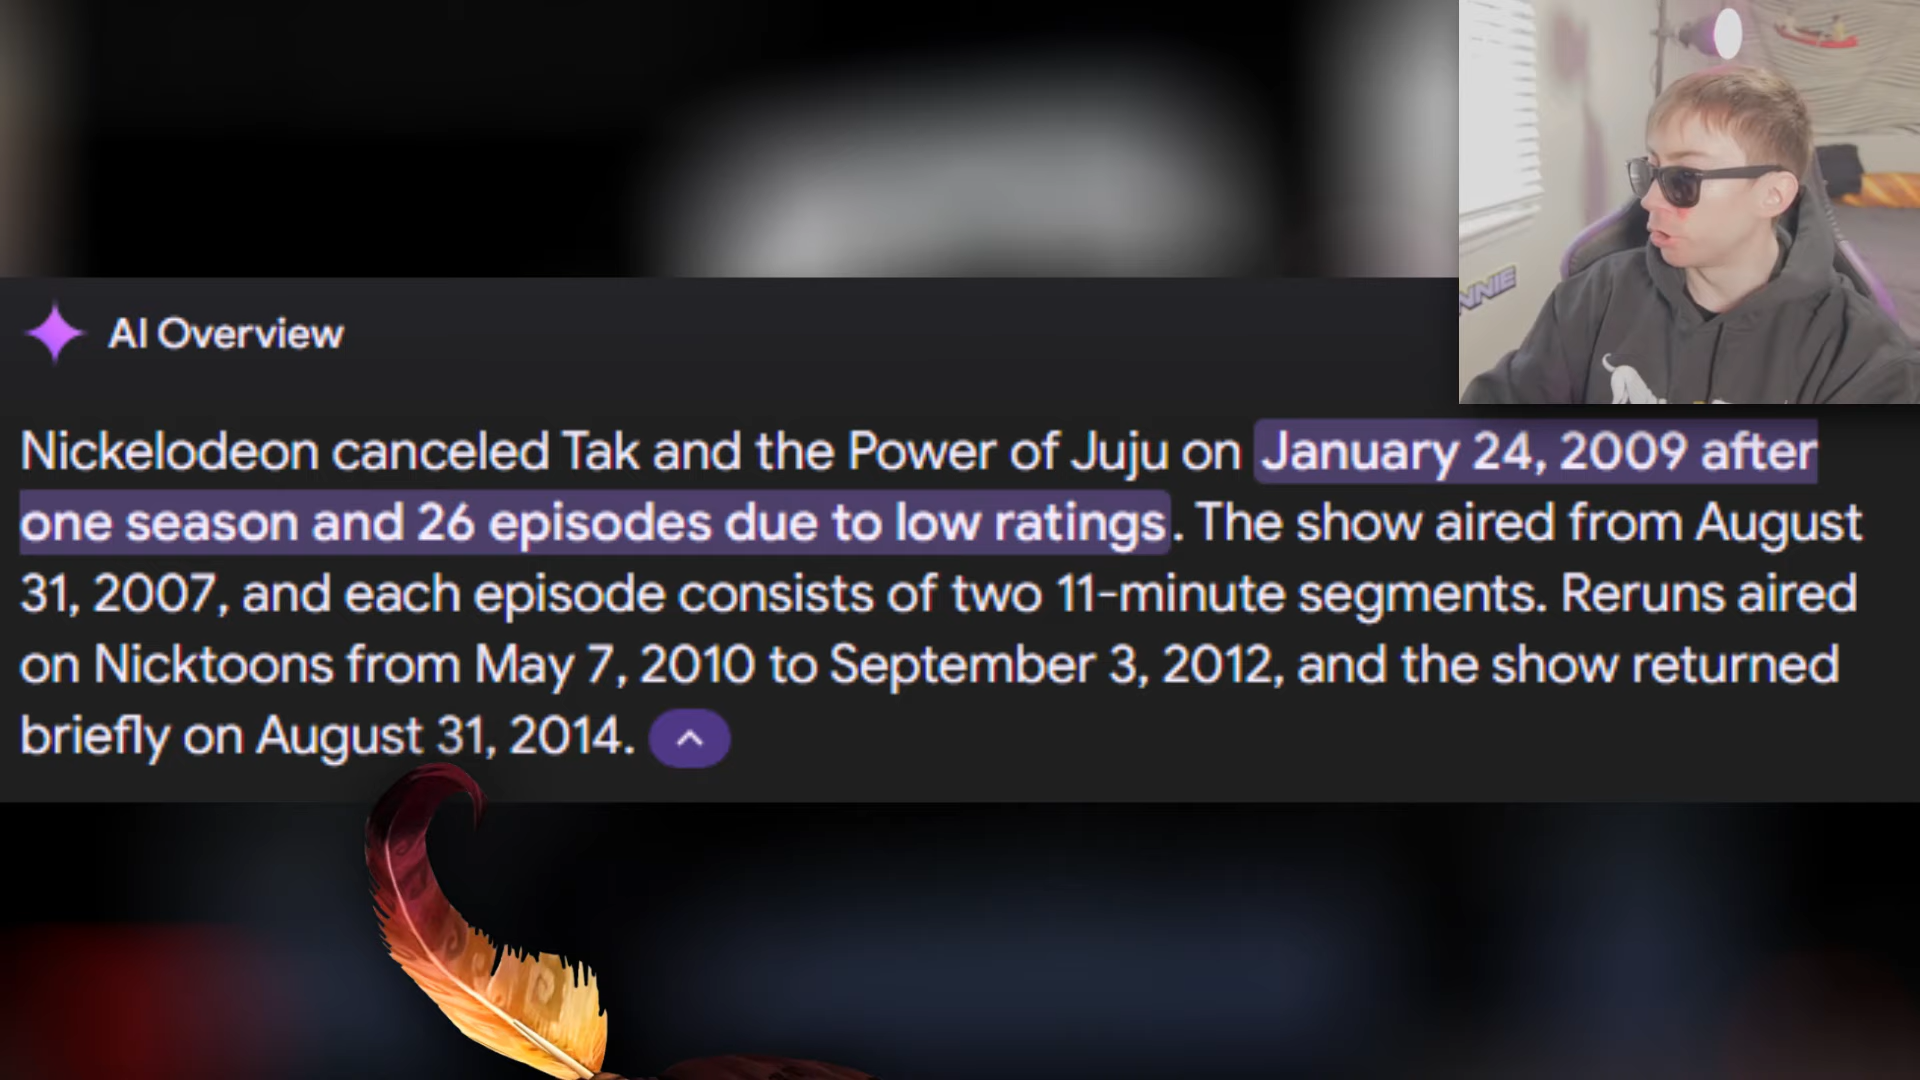 NNIE
AI Overview
Nickelodeon canceled Tak and the Power of Juju on January 24, 2009 after
one season and 26 episodes due to low ratings. The show aired from August
31, 2007, and each episode consists of two 11-minute segments. Reruns aired
on Nicktoons from May 7, 2010 to September 3, 2012, and the show returned
briefly on August 31, 2014.